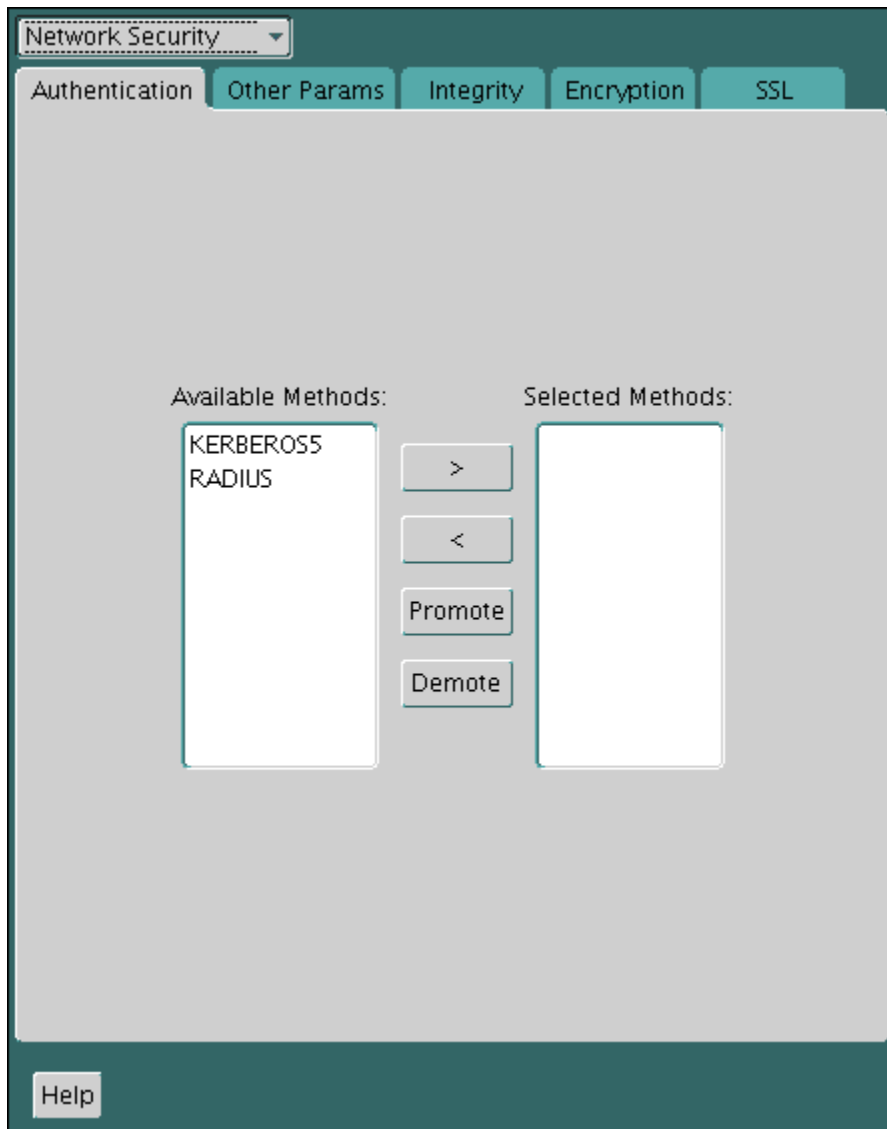 Network Security
Authentication Other Params Integrity Encryption SSL
Available Methods: Selected Methods:
KERBEROS5
RADIUS
>
<
Promote
Demote
Help